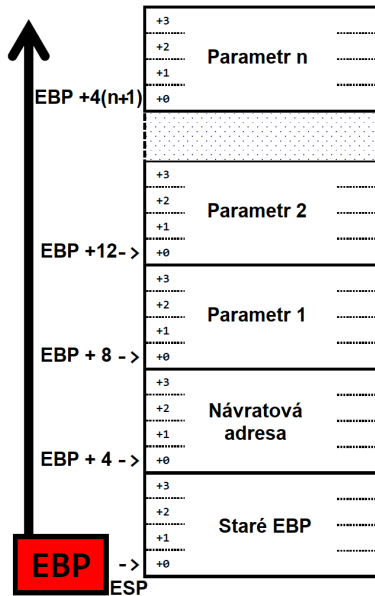 +3
+2
Parametr n
+1
EBP +4(n+1)
+0
+3
+2
Parametr 2
+1
EBP +12->
+0
+3
+2
Parametr 1
+1
EBP + 8 ->
+0
+3
+2
Návratová
adresa
+1
EBP + 4 ->
+0
+3
+2
Staré EBP
+1
EBP
->
+0
ESP